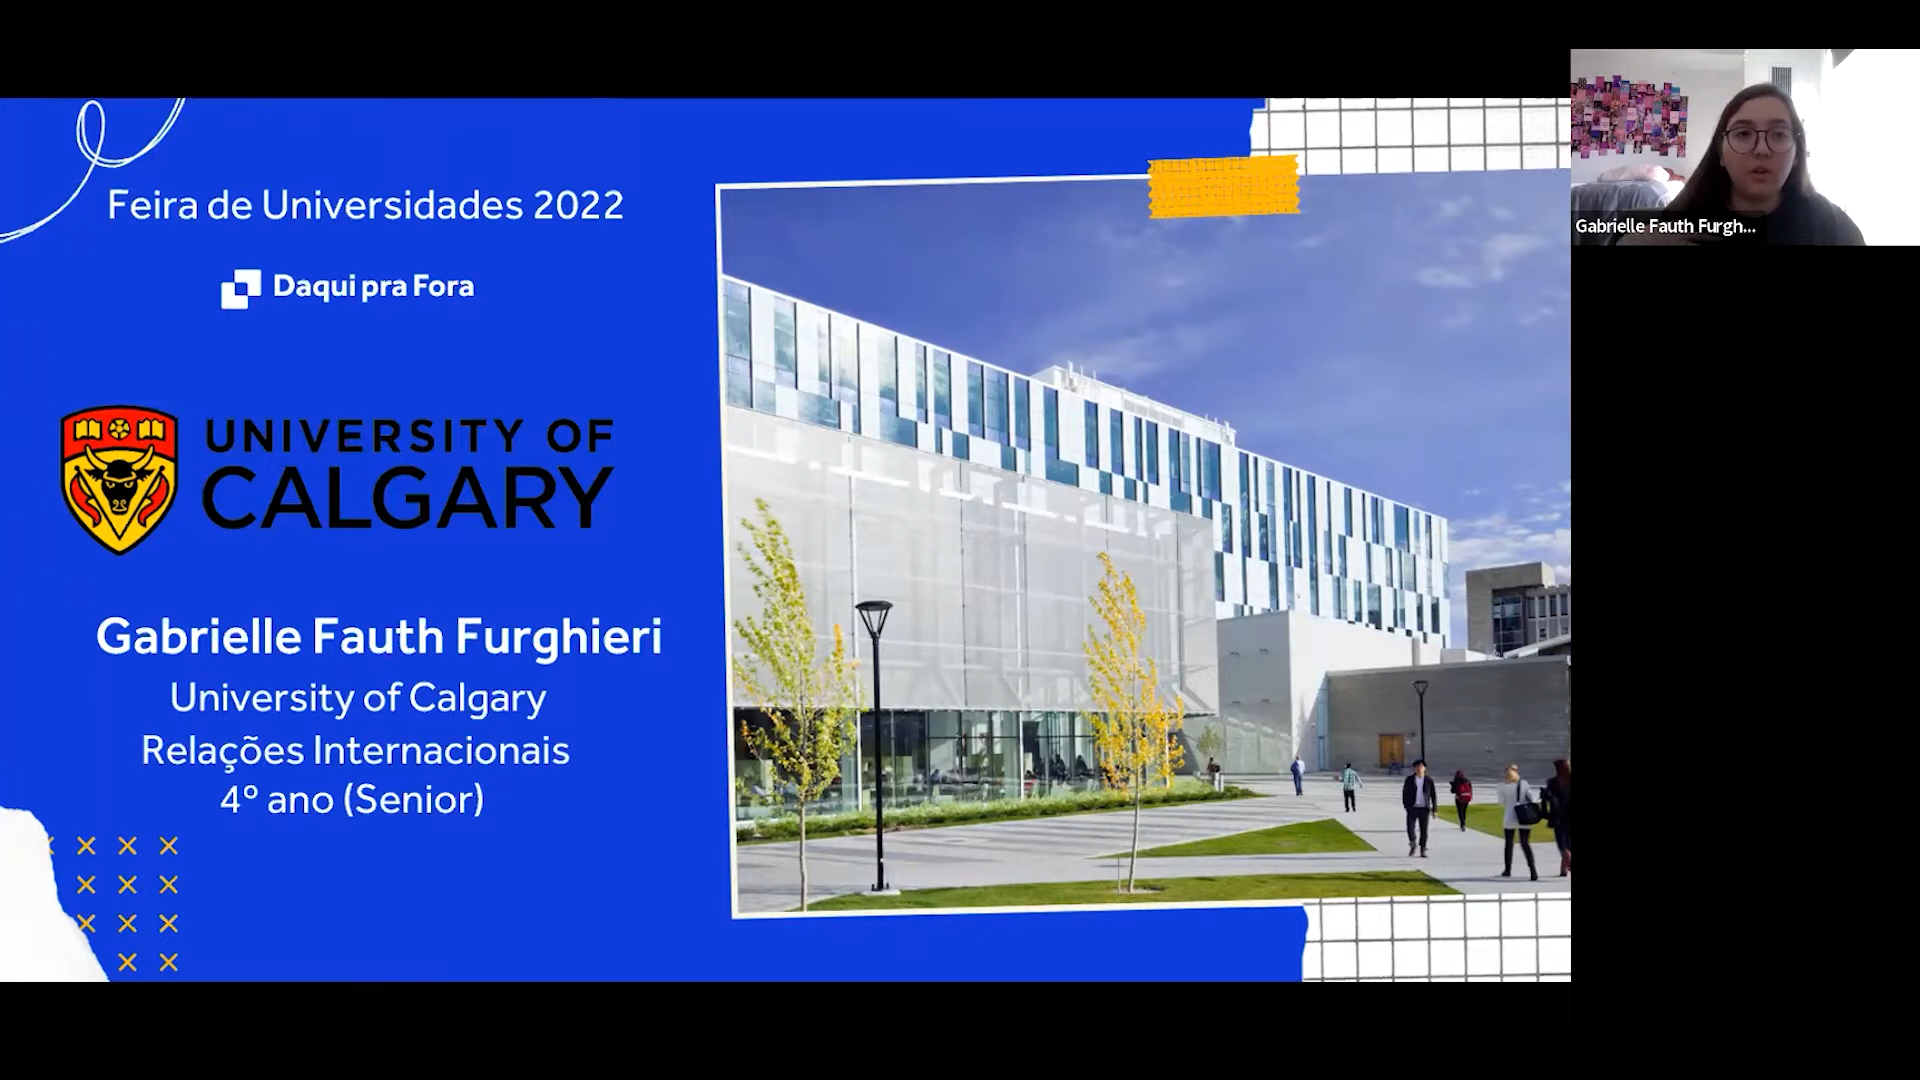 Feira de Universidades 2022
Daqui pra Fora
UNIVERSITY OF
CALGARY
Gabrielle Fauth Furghieri
University of Calgary
Relações Internacionais
4º ano (Senior)
Gabrielle Fauth Furgh...